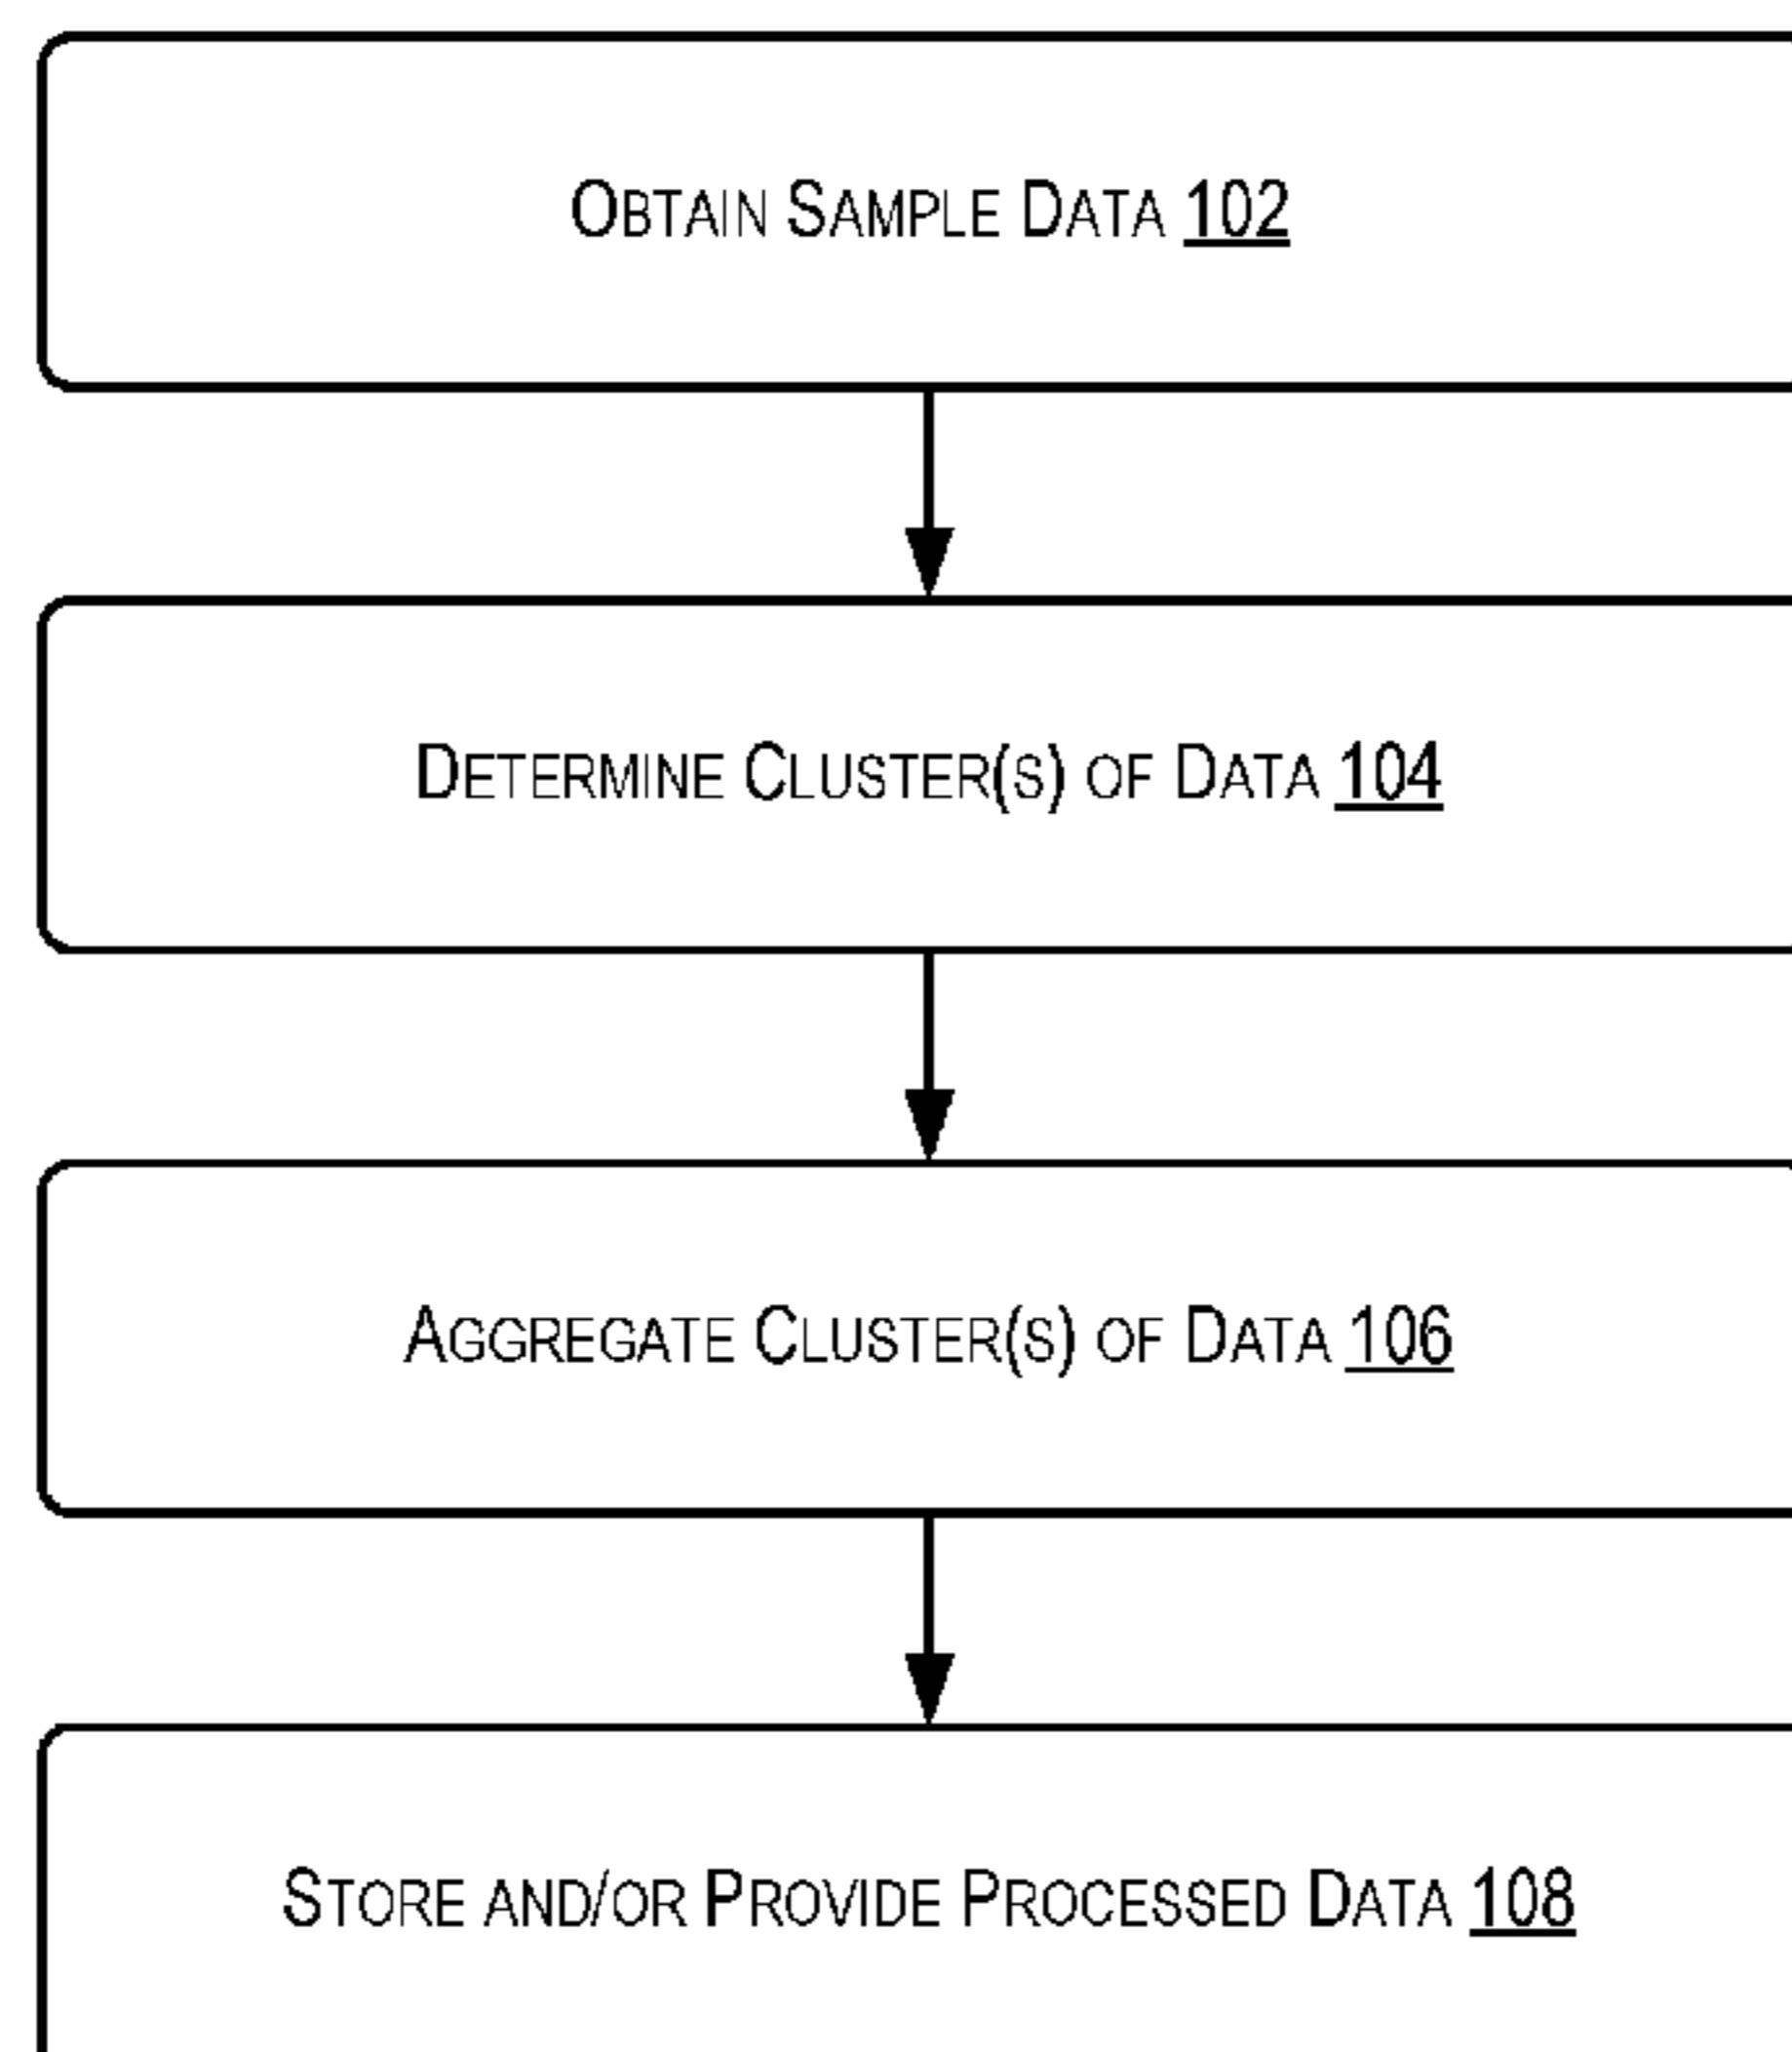 Obtain Sample Data 102
Determine Cluster(s) of Data 104
Aggregate Cluster(s) of Data 106
Store and/or Provide Processed Data 108